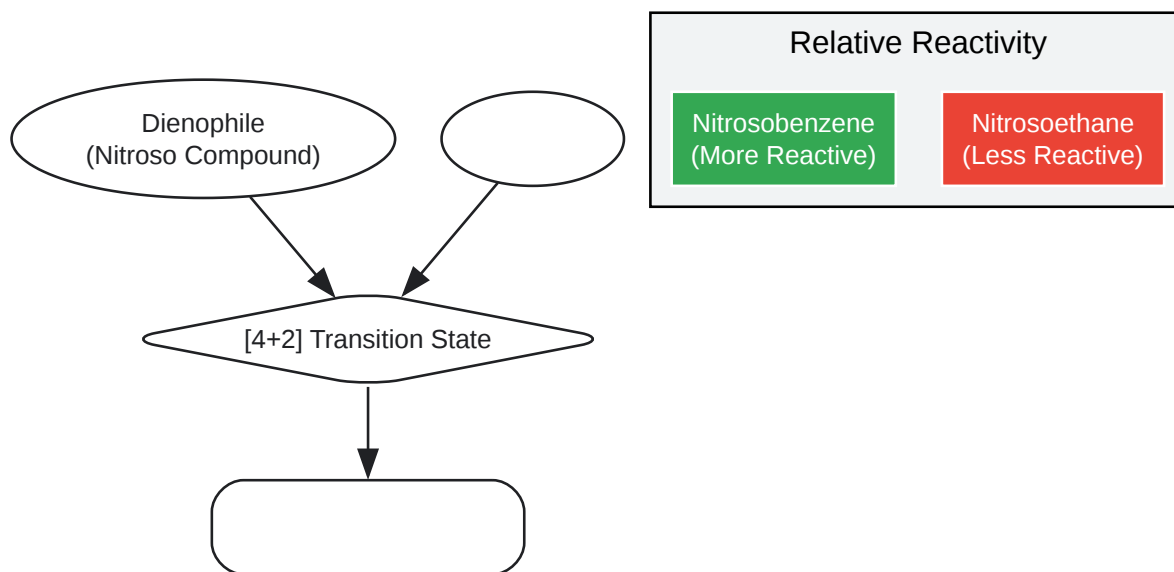 Dienophile
(Nitroso Compound)
Relative Reactivity
Nitrosobenzene
(More Reactive)
Nitrosoethane
(Less Reactive)
[4+2] Transition State